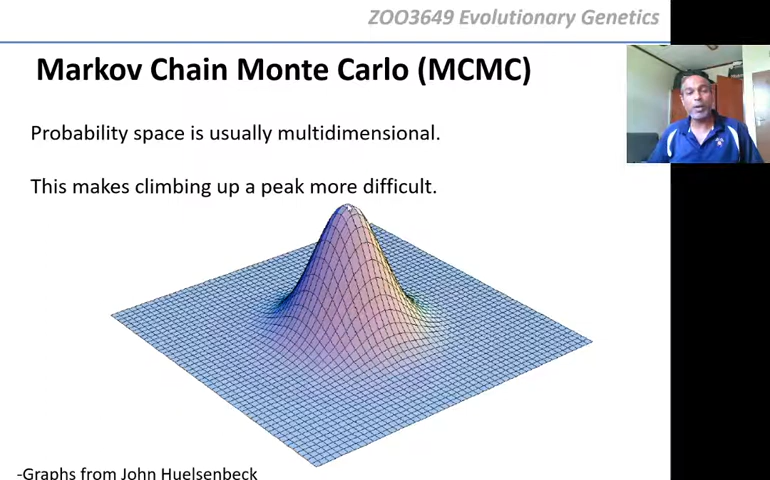 ZOO3649 Evolutionary Genetics
Markov Chain Monte Carlo (MCMC)
Probability space is usually multidimensional.
This makes climbing up a peak more difficult.
-Graphs from John Huelsenbeck